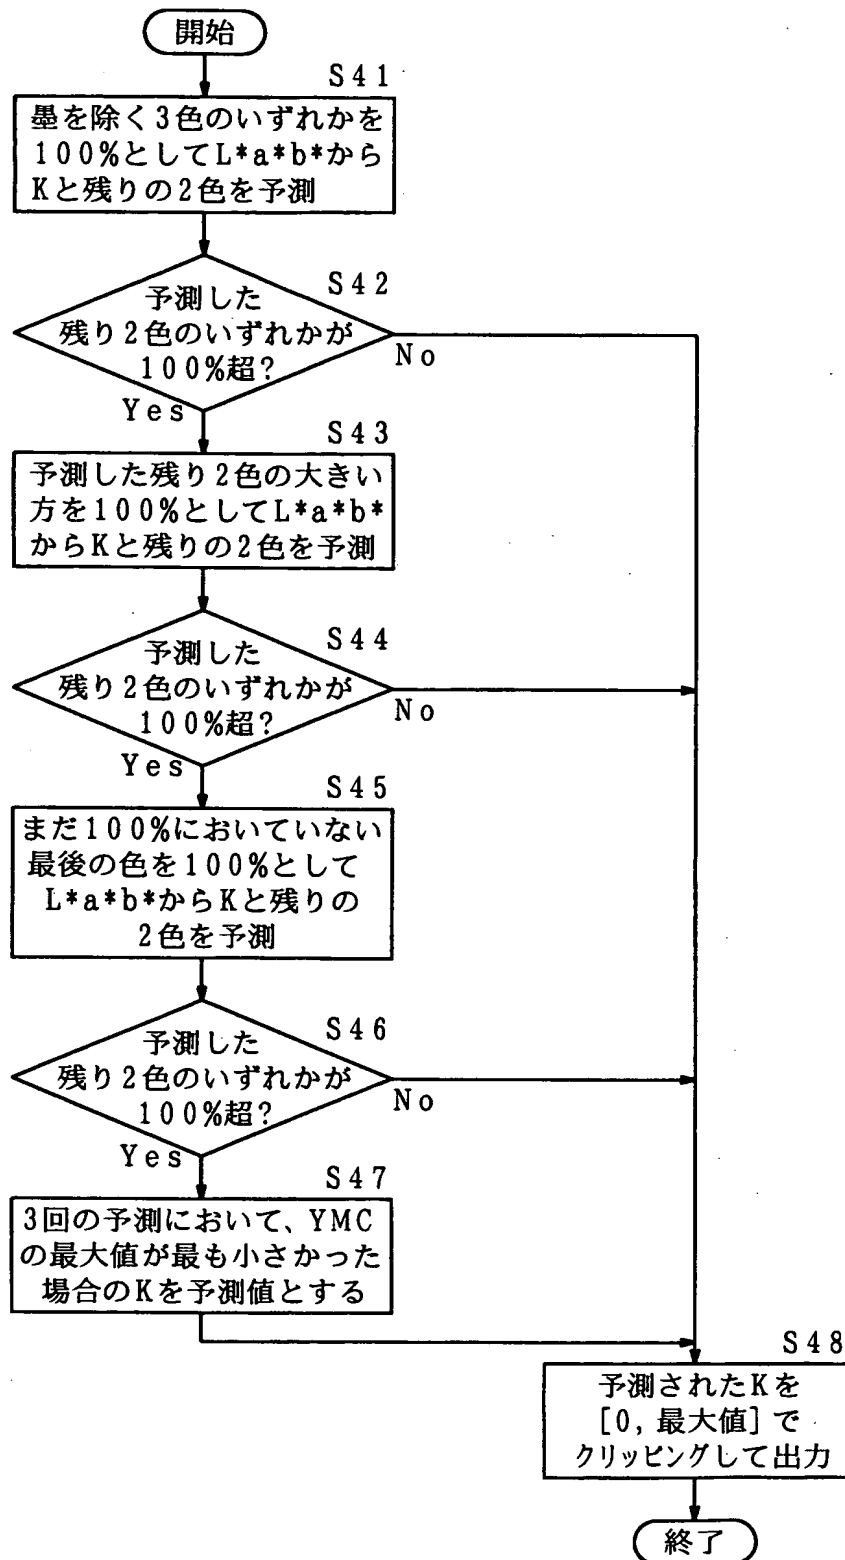 開始
S41
墨を除く3色のいずれかを
100%としてL*a*b*から
Kと残りの2色を予測
S42
予測した
残り2色のいずれかが
100%超?
No
Yes
S43
予測した残り2色の大きい
方を100%としてL*a*b*
からKと残りの2色を予測
S44
予測した
残り2色のいずれかが
100%超?
No
Yes
S45
まだ100%においていない
最後の色を100%として
L*a*b*からKと残りの
2色を予測
S46
予測した
残り2色のいずれかが
100%超?
No
Yes
S47
3回の予測において、YMC
の最大値が最も小さかった
場合のKを予測値とする
S48
予測されたKを
[0, 最大値]で
クリッピングして出力
終了